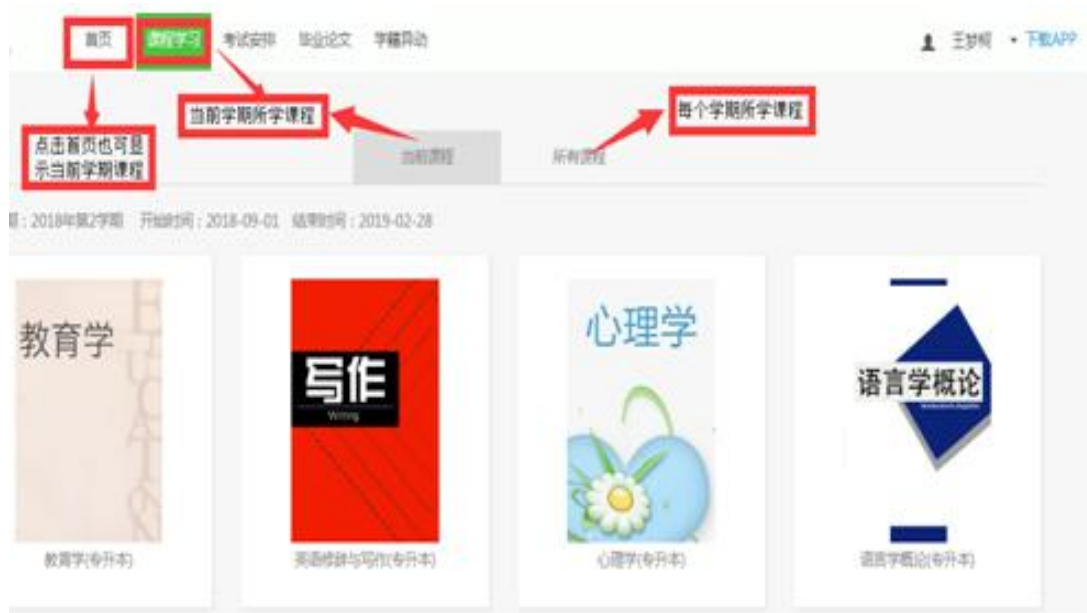 首页
课程学习
考试安排
毕业论文
学籍异动
下载APP
当前学期所学课程
每个学期所学课程
点击首页也可显
示当前学期课程
当前课程
所有课程
期：2018年第2学期 开始时间：2018-09-01 结束时间：2019-02-28
教育学
写作
Writing
心理学
语言学概论
教育学(专升本)
英语修辞与写作(专升本)
心理学(专升本)
语言学概论(专升本)